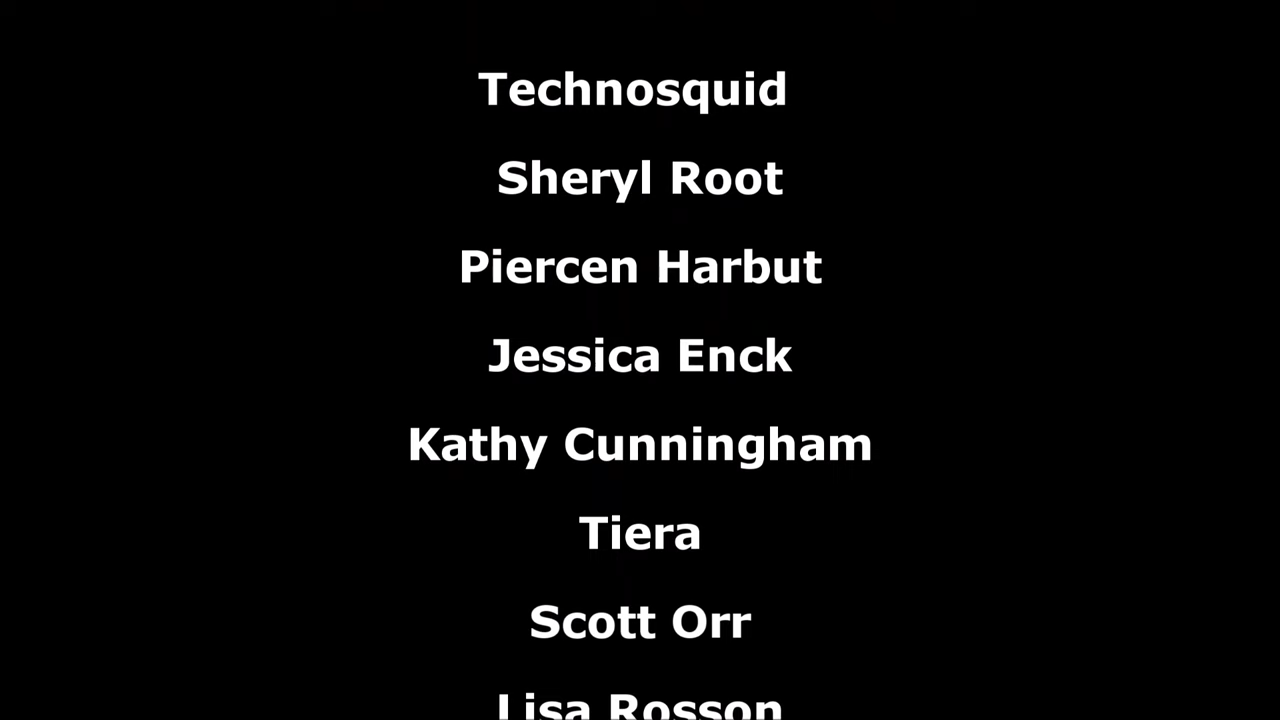 Technosquid
Sheryl Root
Piercen Harbut
Jessica Enck
Kathy Cunningham
Tiera
Scott Orr
Lisa Rosson